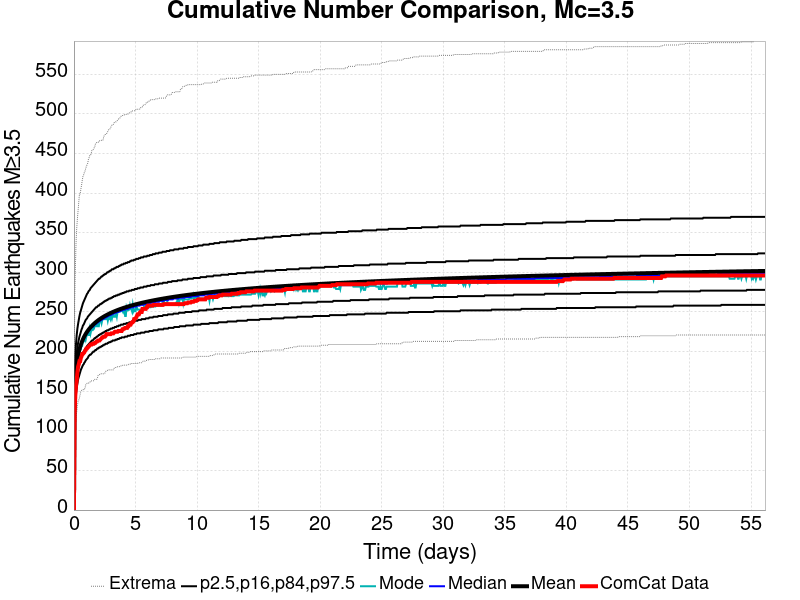 Cumulative Number Comparison, Mc=3.5
Cumulative Num Earthquakes M≥3.5
550
500
450
400
350
300
250
200
150
100
50
0
0 5 10 15 20 25 30 35 40 45 50 55
Time (days)
Extrema p2.5,p16,p84,p97.5 Mode Median Mean ComCat Data